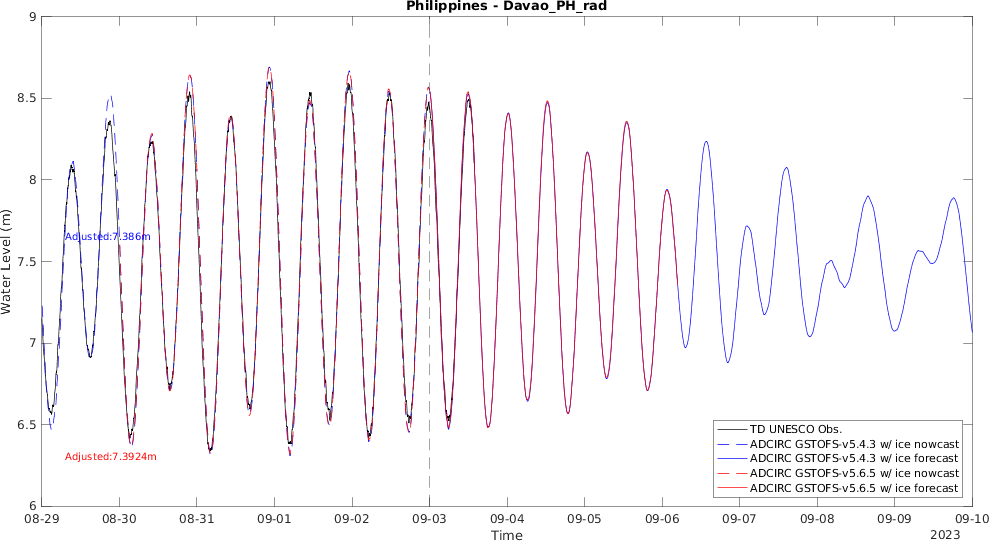 Philippines - Davao_PH_rad
9
8.5
8
7.5
7
6.5
6
Water Level (m)
Adjusted:7.386m
Adjusted:7.3924m
TD UNESCO Obs.
ADCIRC GSTOFS-v5.4.3 w/ ice nowcast
ADCIRC GSTOFS-v5.4.3 w/ ice forecast
ADCIRC GSTOFS-v5.6.5 w/ ice nowcast
ADCIRC GSTOFS-v5.6.5 w/ ice forecast
08-29 08-30 08-31 09-01 09-02 09-03 09-04 09-05 09-06 09-07 09-08 09-09 09-10
Time
2023